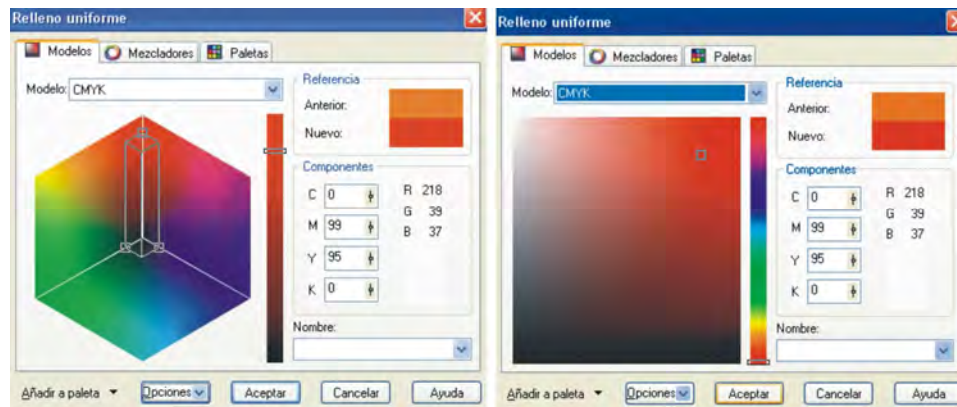 Relleno uniforme
Modelos Mezcladores Paletas
Modelo: CMYK
Referencia
Anterior:
Nuevo:
Componentes
C 0 R 218
G 39
M 99 B 37
Y 95
K 0
Nombre:
Añadir a paleta Opciones Aceptar Cancelar Ayuda
Relleno uniforme
Modelos Mezcladores Paletas
Modelo: CMYK
Referencia
Anterior:
Nuevo:
Componentes
C 0 R 218
G 39
M 99 B 37
Y 95
K 0
Nombre:
Añadir a paleta Opciones Aceptar Cancelar Ayuda